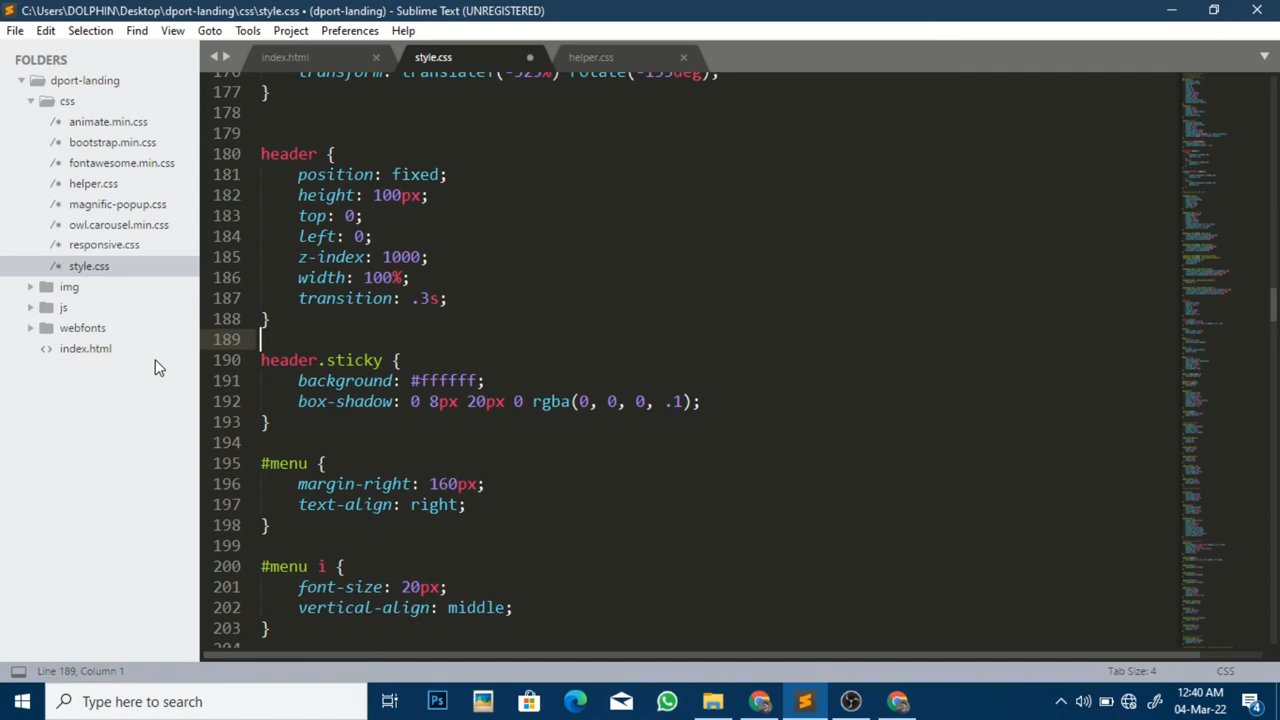 C:\Users\DOLPHIN\Desktop\dport-landing\css\style.css • (dport-landing) - Sublime Text (UNREGISTERED)
File Edit Selection Find View Goto Tools Project Preferences Help
FOLDERS
dport-landing
css
/* animate.min.css
/* bootstrap.min.css
/* fontawesome.min.css
/* helper.css
/* magnific-popup.css
/* owl.carousel.min.css
/* responsive.css
/* style.css
img
js
webfonts
<> index.html
index.html style.css helper.css
177 }
178
179
180 header {
181 position: fixed;
182 height: 100px;
183 top: 0;
184 left: 0;
185 z-index: 1000;
186 width: 100%;
187 transition: .3s;
188 }
189
190 header.sticky {
191 background: #ffffff;
192 box-shadow: 0 8px 20px 0 rgba(0, 0, 0, .1);
193 }
194
195 #menu {
196 margin-right: 160px;
197 text-align: right;
198 }
199
200 #menu i {
201 font-size: 20px;
202 vertical-align: middle;
203 }
Line 189, Column 1
Tab Size: 4 CSS
Type here to search
Ps
12:40 AM
04-Mar-22
4